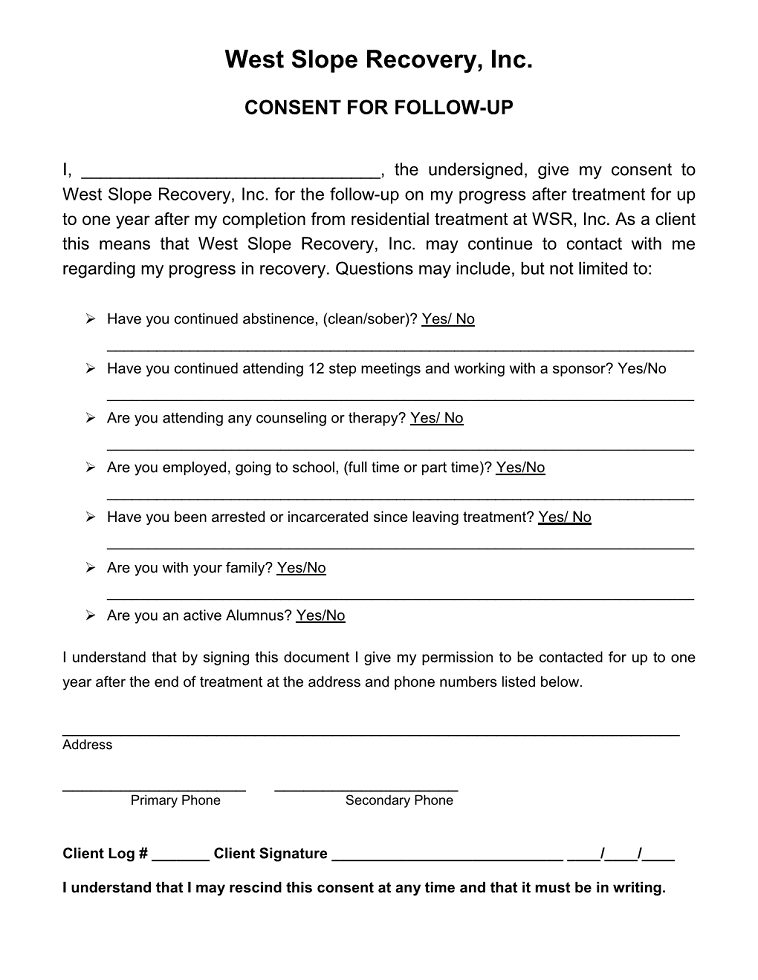 West Slope Recovery, Inc.
CONSENT FOR FOLLOW-UP
I, ________________________________, the undersigned, give my consent to
West Slope Recovery, Inc. for the follow-up on my progress after treatment for up
to one year after my completion from residential treatment at WSR, Inc. As a client
this means that West Slope Recovery, Inc. may continue to contact with me
regarding my progress in recovery. Questions may include, but not limited to:
➢ Have you continued abstinence, (clean/sober)? Yes/ No
➢ Have you continued attending 12 step meetings and working with a sponsor? Yes/No
➢ Are you attending any counseling or therapy? Yes/ No
➢ Are you employed, going to school, (full time or part time)? Yes/No
➢ Have you been arrested or incarcerated since leaving treatment? Yes/ No
➢ Are you with your family? Yes/No
➢ Are you an active Alumnus? Yes/No
I understand that by signing this document I give my permission to be contacted for up to one
year after the end of treatment at the address and phone numbers listed below.
Address
Primary Phone Secondary Phone
Client Log # _______ Client Signature ____________________________ ____/____/____
I understand that I may rescind this consent at any time and that it must be in writing.